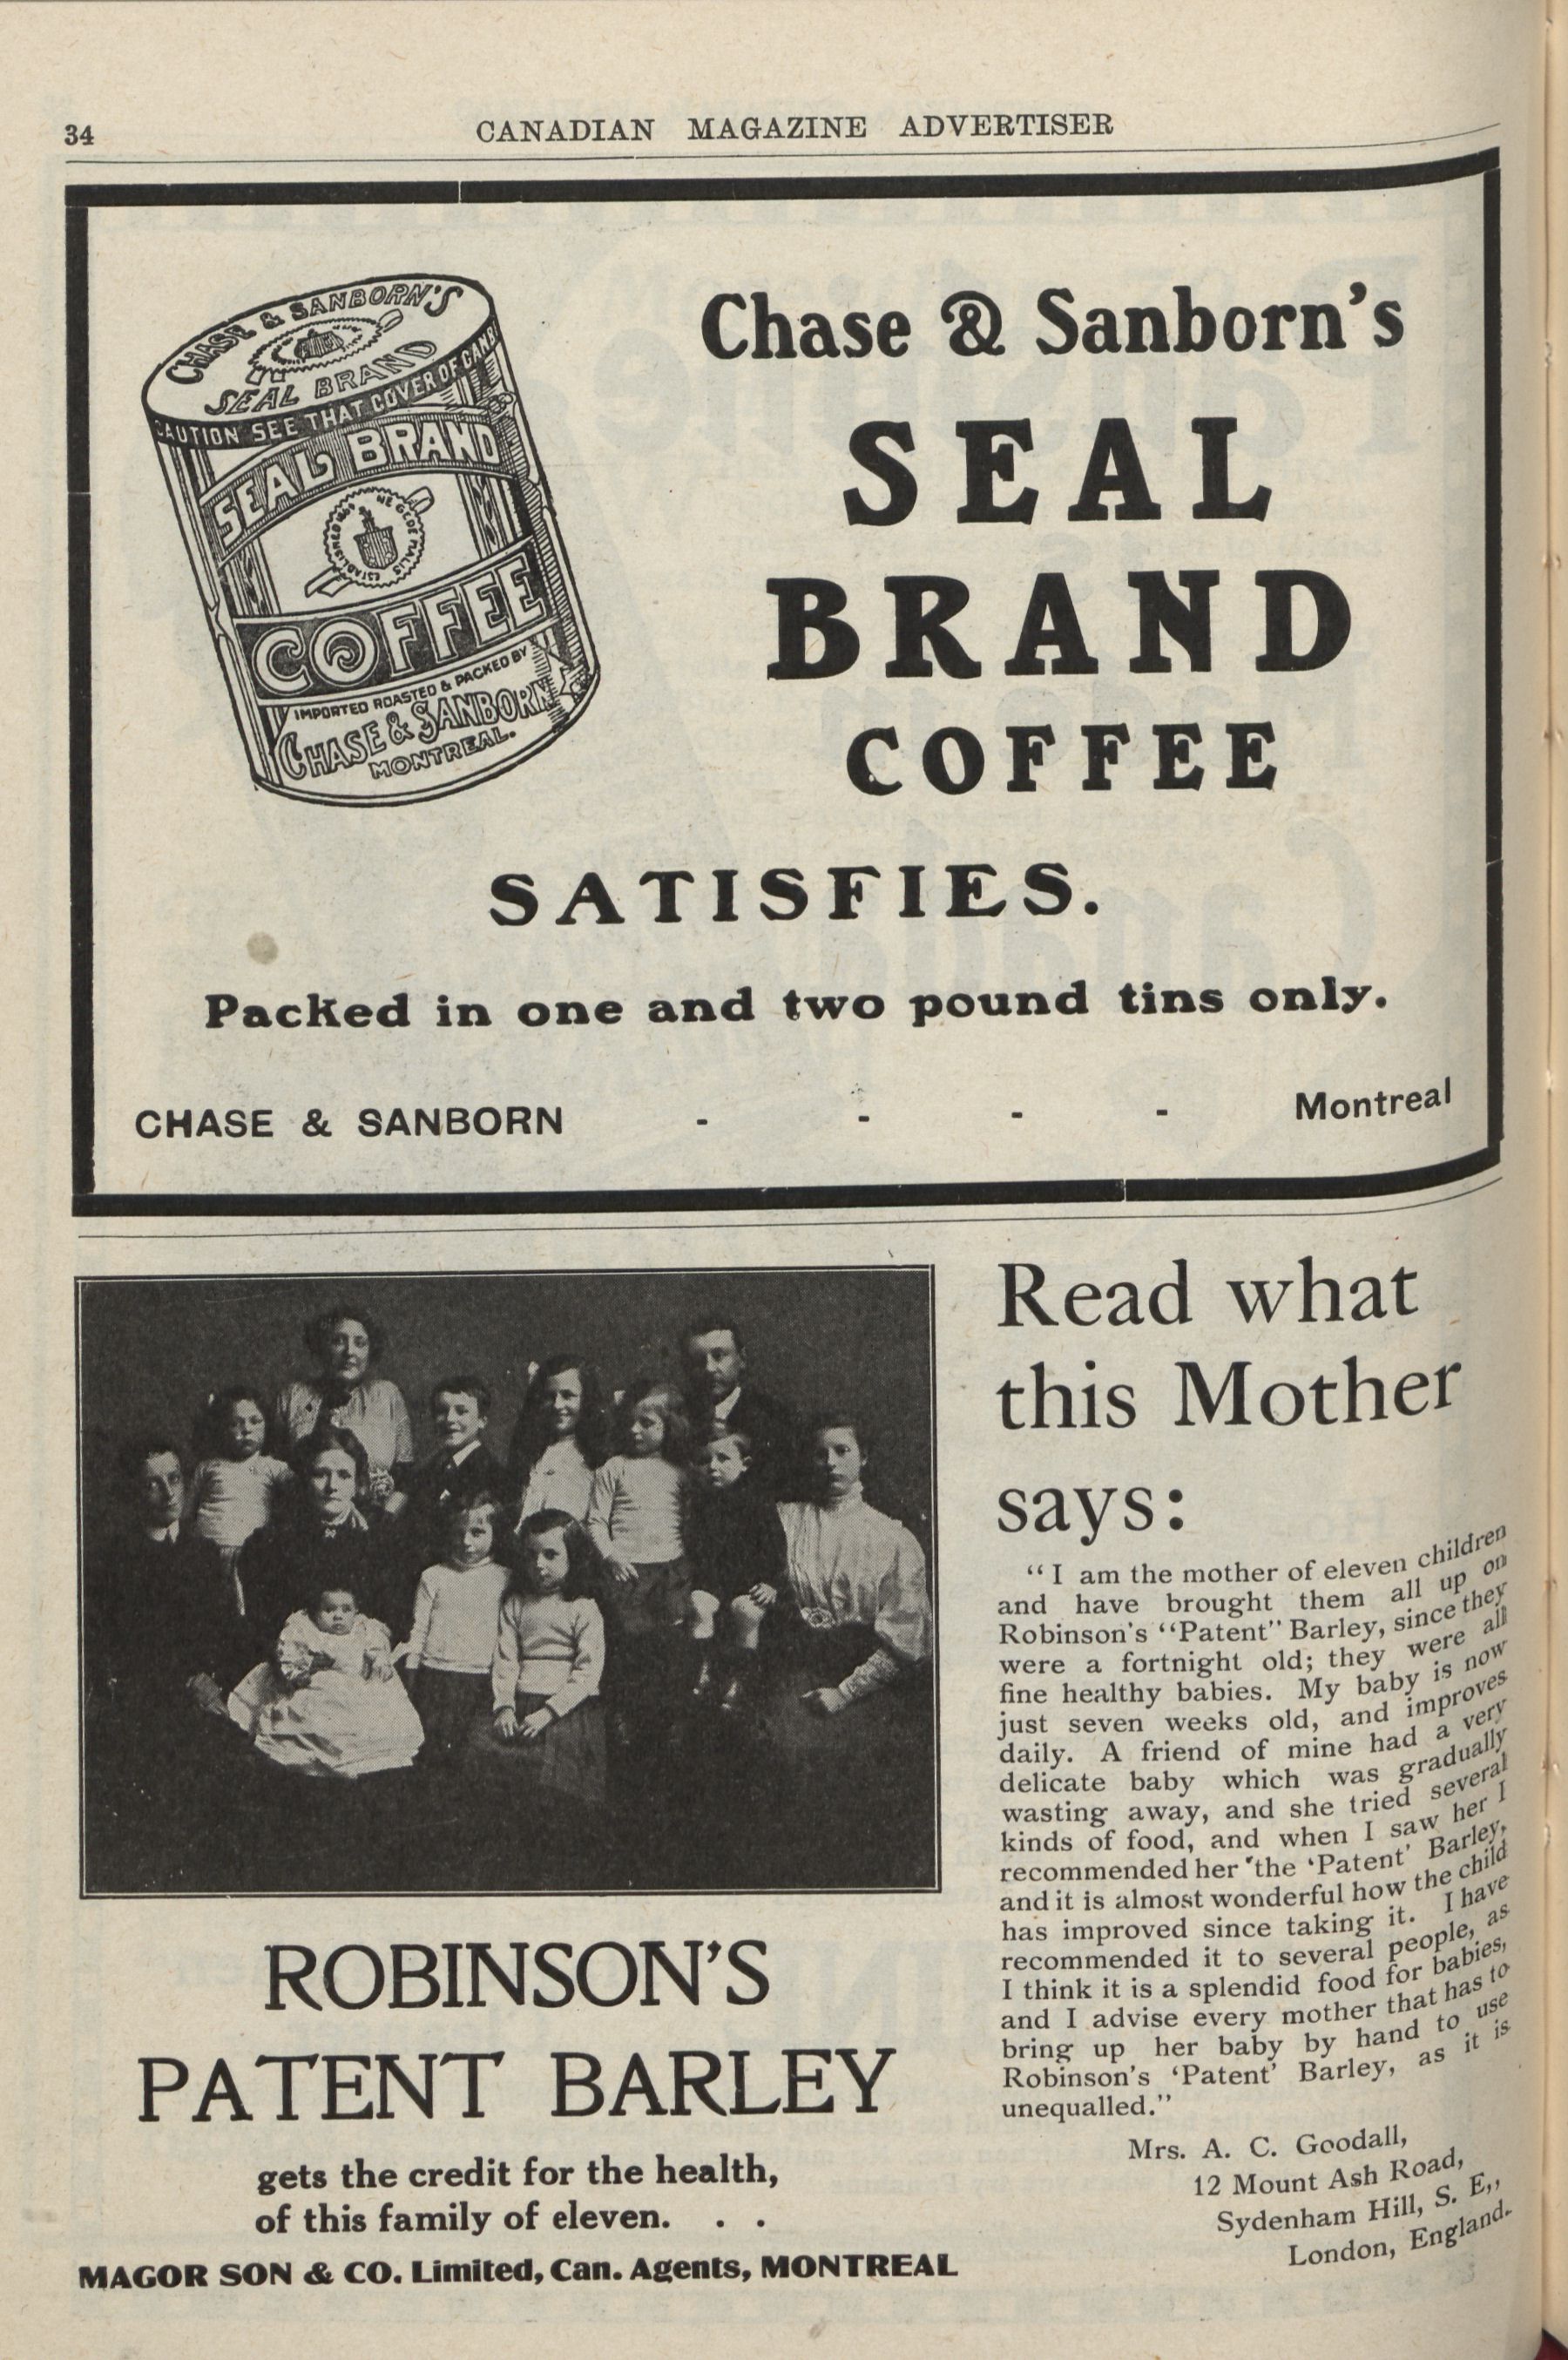 34
CANADIAN MAGAZINE ADVERTISER
CHASE & SANBORN'S
SEAL BRAND
CAUTION SEE THAT COVER OF CAN
SEAL BRAND
COFFEE
IMPORTED ROASTED & PACKED BY
CHASE & SANBORN
MONTREAL.
Chase & Sanborn's
SEAL
BRAND
COFFEE
SATISFIES.
Packed in one and two pound tins only.
CHASE & SANBORN - - - - Montreal
ROBINSON'S
PATENT BARLEY
gets the credit for the health,
of this family of eleven. . .
MAGOR SON & CO. Limited, Can. Agents, MONTREAL
Read what
this Mother
says:
"I am the mother of eleven children
and have brought them all up on
Robinson's "Patent" Barley, since they
were a fortnight old; they were all
fine healthy babies. My baby is now
just seven weeks old, and improves
daily. A friend of mine had a very
delicate baby which was gradually
wasting away, and she tried several
kinds of food, and when I saw her I
recommended her the 'Patent' Barley,
and it is almost wonderful how the child
has improved since taking it. I have
recommended it to several people, as
I think it is a splendid food for babies,
and I advise every mother that has to
bring up her baby by hand to use
Robinson's 'Patent' Barley, as it is
unequalled."
Mrs. A. C. Goodall,
12 Mount Ash Road,
Sydenham Hill, S. E,,
London, England.